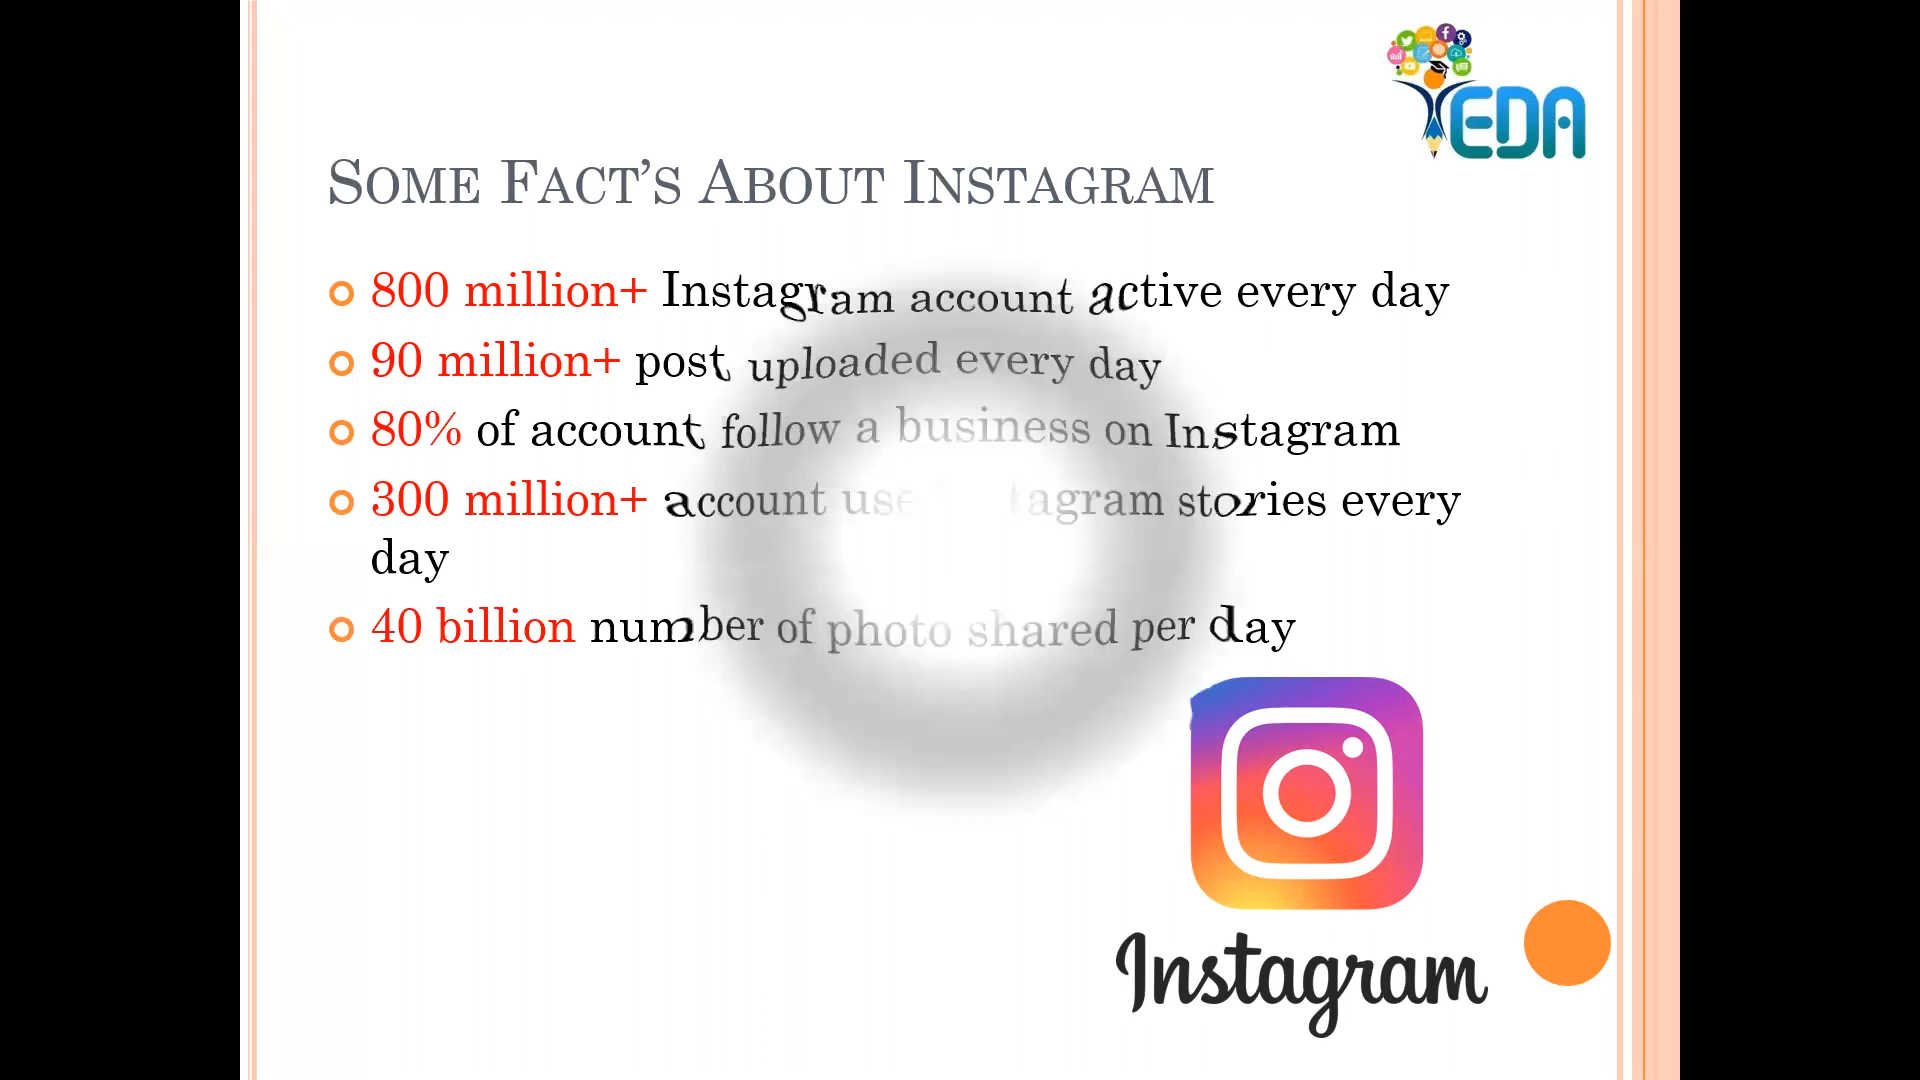 YEDA
SOME FACT'S ABOUT INSTAGRAM
800 million+ Instagram account active every day
90 million+ post uploaded every day
80% of account follow a business on Instagram
300 million+ account use stories every
day
40 billion number of photo shared per day
Instagram